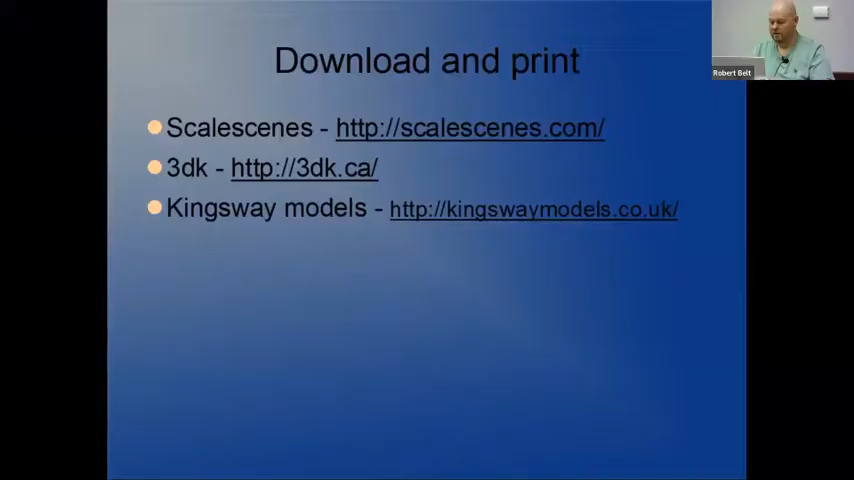 Download and print
Scalescenes - http://scalescenes.com/
3dk - http://3dk.ca/
Kingsway models - http://kingswaymodels.co.uk/
Robert Belt